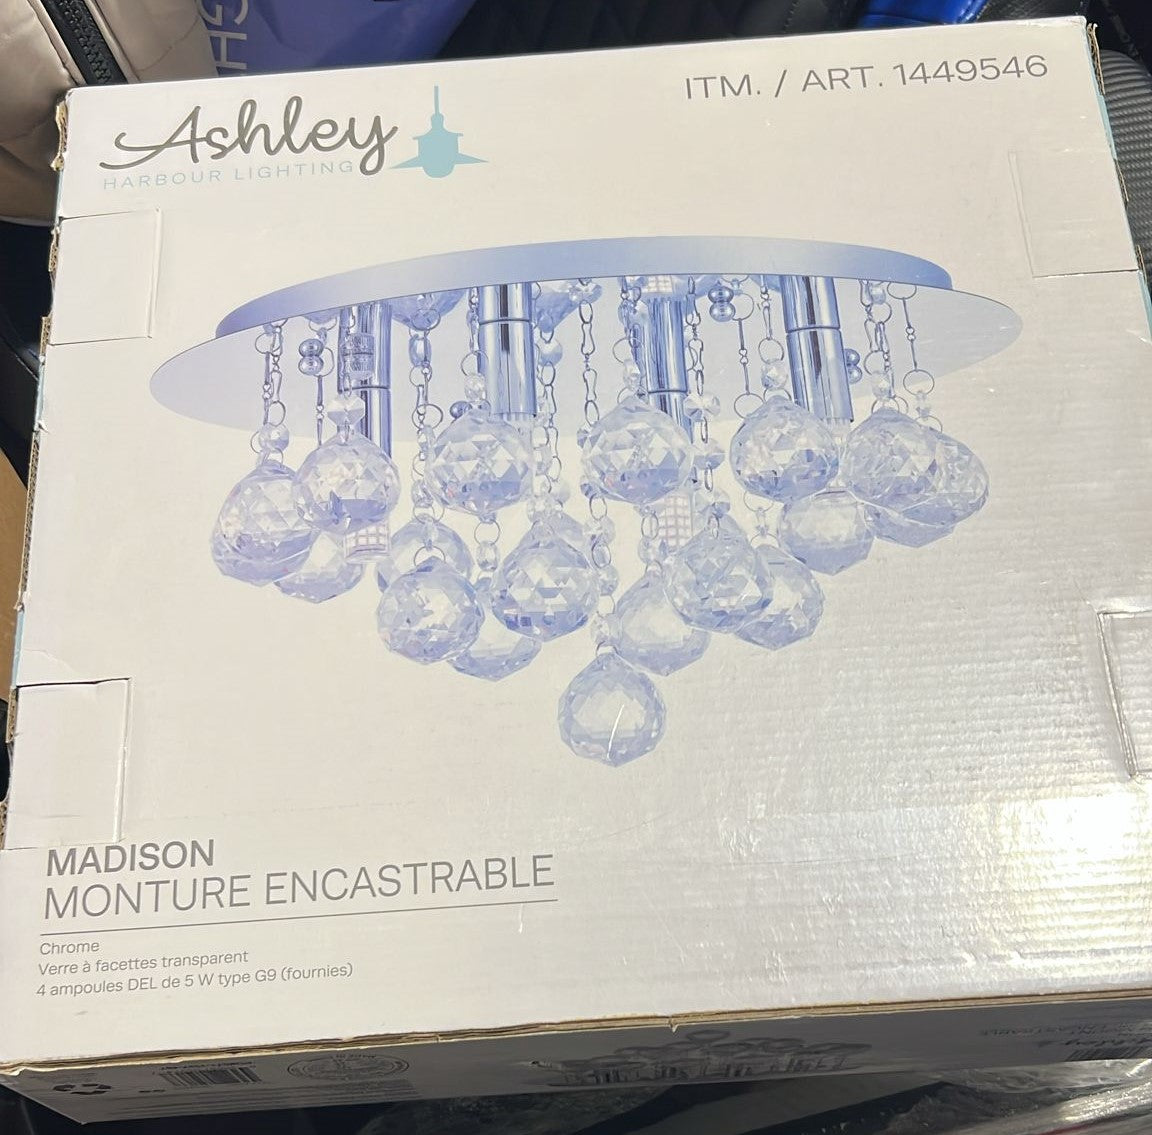 ITM. / ART. 1449546
Ashley
HARBOUR LIGHTING
MADISON
MONTURE ENCASTRABLE
Chrome
Verre à facettes transparent
4 ampoules DEL de 5 W type G9 (fournies)